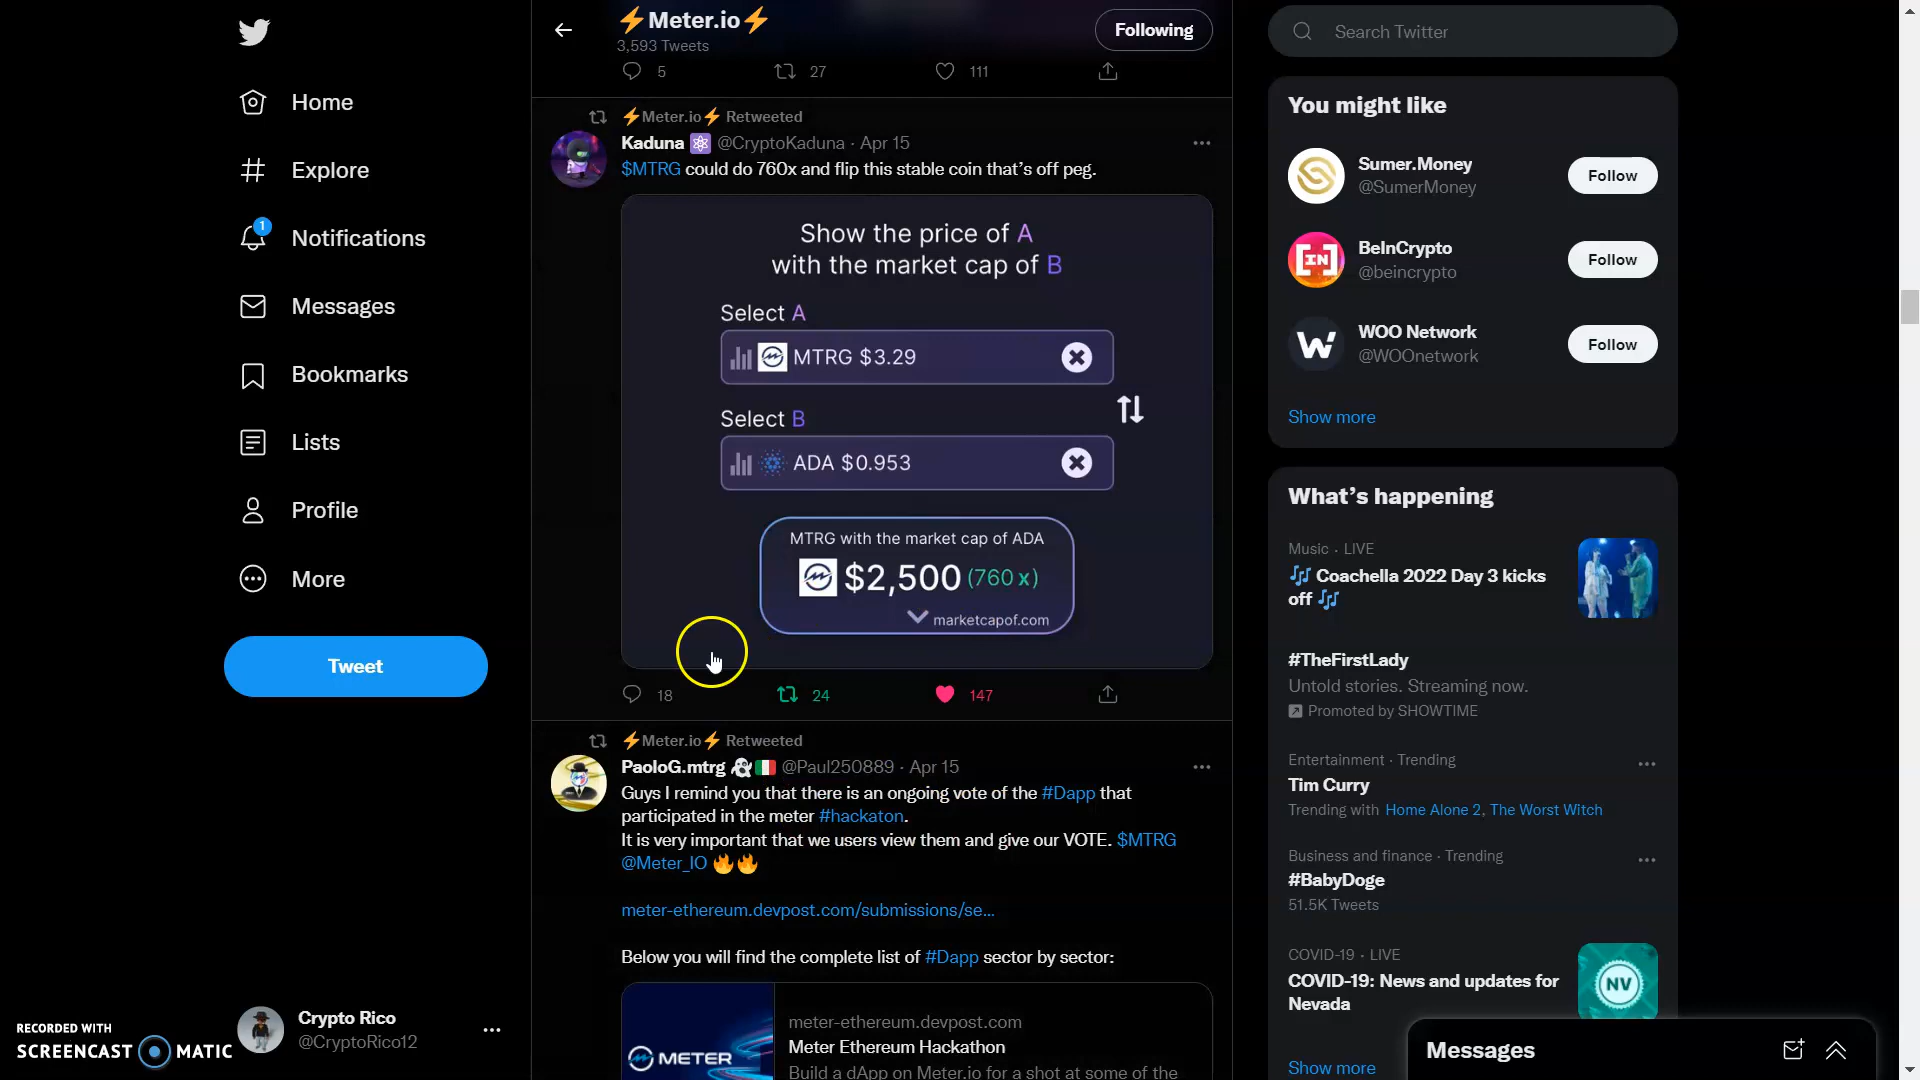 Home
Explore
1
Notifications
Messages
Bookmarks
Lists
Profile
More
Tweet
Crypto Rico
@CryptoRico12
RECORDED WITH
SCREENCAST MATIC
⚡Meter.io⚡
3,593 Tweets
Following
5 27 111
⚡Meter.io⚡ Retweeted
Kaduna ⚛ @CryptoKaduna · Apr 15
$MTRG could do 760x and flip this stable coin that’s off peg.
Show the price of A
with the market cap of B
Select A
MTRG $3.29
Select B
ADA $0.953
MTRG with the market cap of ADA
$2,500 (760 x)
marketcapof.com
18 24 147
⚡Meter.io⚡ Retweeted
PaoloG.mtrg 👻🇮🇹 @Paul250889 · Apr 15
Guys I remind you that there is an ongoing vote of the #Dapp that
participated in the meter #hackaton.
It is very important that we users view them and give our VOTE. $MTRG
@Meter_IO 🔥🔥
meter-ethereum.devpost.com/submissions/se...
Below you will find the complete list of #Dapp sector by sector:
METER
meter-ethereum.devpost.com
Meter Ethereum Hackathon
Build a dApp on Meter.io for a shot at some of the
Search Twitter
You might like
Sumer.Money
@SumerMoney
Follow
IN
BeInCrypto
@beincrypto
Follow
WOO Network
@WOOnetwork
Follow
Show more
What’s happening
Music · LIVE
🎶 Coachella 2022 Day 3 kicks
off 🎶
#TheFirstLady
Untold stories. Streaming now.
Promoted by SHOWTIME
Entertainment · Trending
Tim Curry
Trending with Home Alone 2, The Worst Witch
Business and finance · Trending
#BabyDoge
51.5K Tweets
COVID-19 · LIVE
COVID-19: News and updates for
Nevada
NV
Show more
Messages